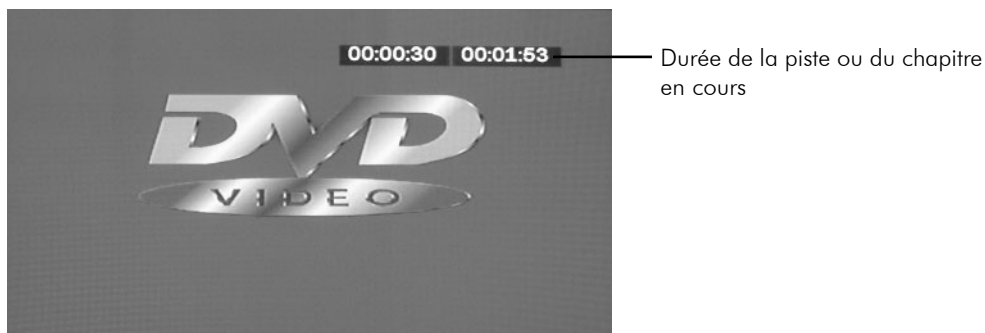 00:00:30 00:01:53
Durée de la piste ou du chapitre
en cours
DVD
VIDEO